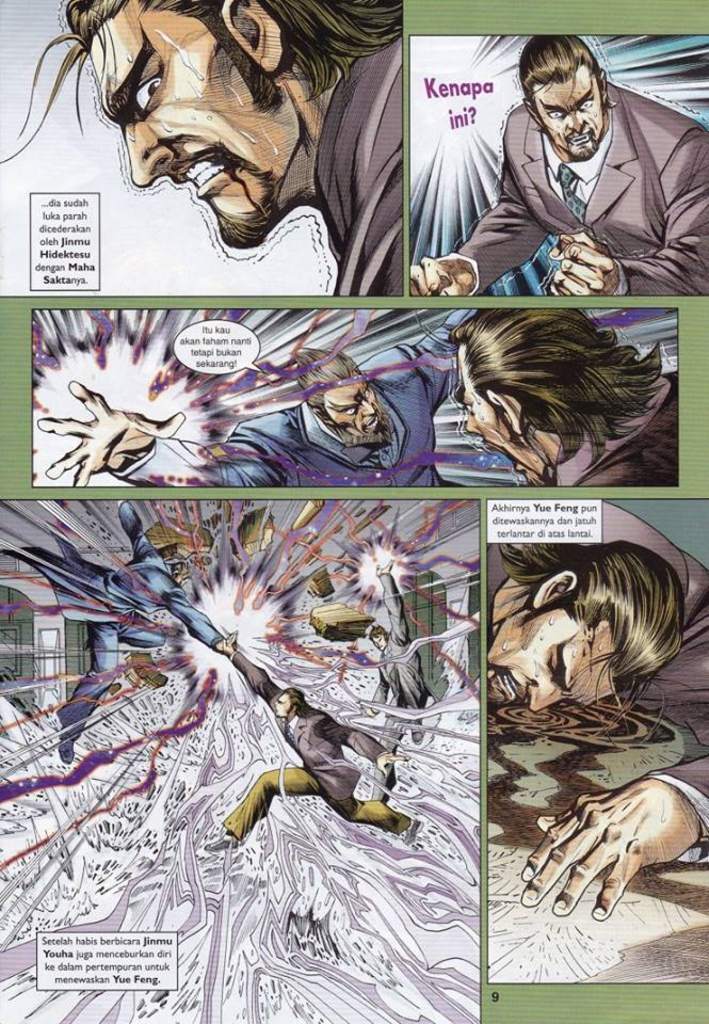 ...dia sudah
luka parah
dicederakan
oleh Jinmu
Hidektesu
dengan Maha
Saktanya.
Kenapa
ini?
Itu kau
akan faham nanti
tetapi bukan
sekarang!
Setelah habis berbicara Jinmu
Youha juga menceburkan diri
ke dalam pertempuran untuk
menewaskan Yue Feng.
Akhirnya Yue Feng pun
ditewaskannya dan jatuh
terlantar di atas lantai.
9